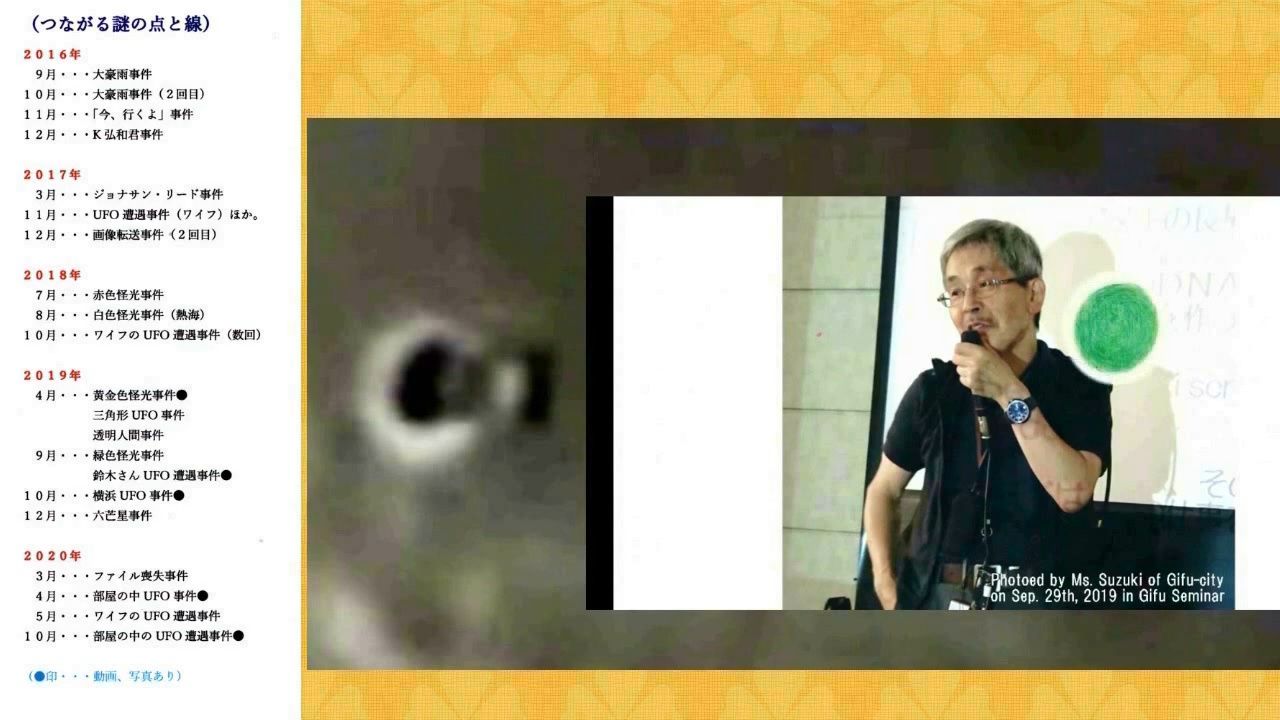 （つながる謎の点と線）
２０１６年
９月・・・大豪雨事件
１０月・・・大豪雨事件（２回目）
１１月・・・「今、行くよ」事件
１２月・・・K 弘和君事件
２０１７年
３月・・・ジョナサン・リード事件
１１月・・・UFO 遭遇事件（ワイフ）ほか。
１２月・・・画像転送事件（２回目）
２０１８年
７月・・・赤色怪光事件
８月・・・白色怪光事件（熱海）
１０月・・・ワイフの UFO 遭遇事件（数回）
２０１９年
４月・・・黄金色怪光事件●
三角形 UFO 事件
透明人間事件
９月・・・緑色怪光事件
鈴木さん UFO 遭遇事件●
１０月・・・横浜 UFO 事件●
１２月・・・六芒星事件
２０２０年
３月・・・ファイル喪失事件
４月・・・部屋の中 UFO 事件●
５月・・・ワイフの UFO 遭遇事件
１０月・・・部屋の中の UFO 遭遇事件●
（●印・・・動画、写真あり）
DNA
Photoed by Ms. Suzuki of Gifu-city
on Sep. 29th, 2019 in Gifu Seminar